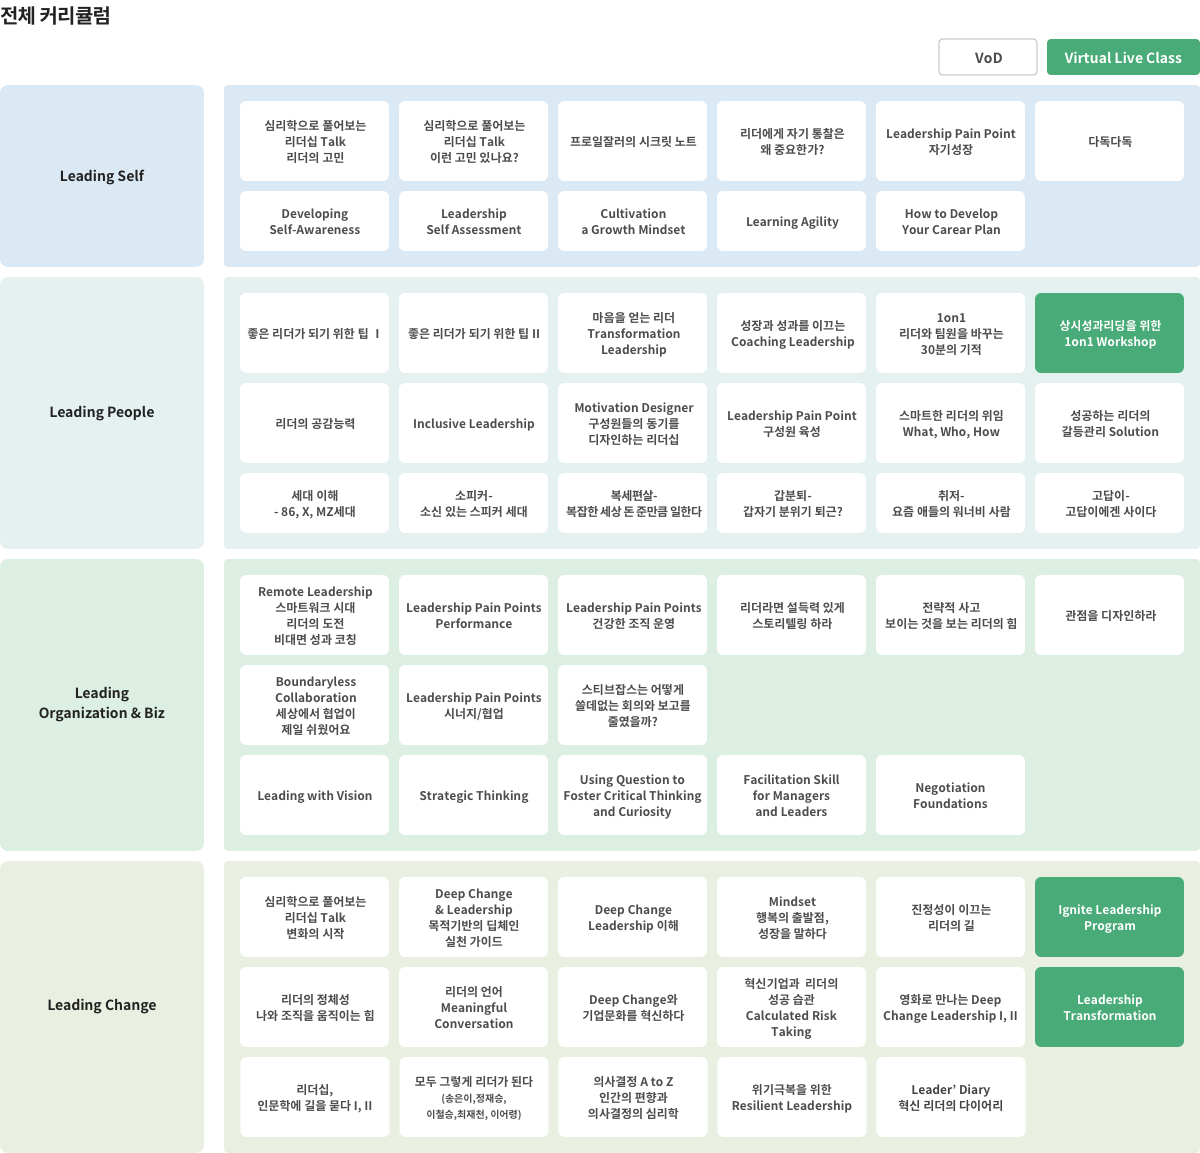 전체 커리큘럼
VoD
Virtual Live Class
Leading Self
심리학으로 풀어보는
리더십 Talk
리더의 고민
심리학으로 풀어보는
리더십 Talk
이런 고민 있나요?
프로일잘러의 시크릿 노트
리더에게 자기 통찰은
왜 중요한가?
Leadership Pain Point
자기성장
다독다독
Developing
Self-Awareness
Leadership
Self Assessment
Cultivation
a Growth Mindset
Learning Agility
How to Develop
Your Carear Plan
Leading People
좋은 리더가 되기 위한 팁 I
좋은 리더가 되기 위한 팁 II
마음을 얻는 리더
Transformation
Leadership
성장과 성과를 이끄는
Coaching Leadership
1on1
리더와 팀원을 바꾸는
30분의 기적
상시성과리딩을 위한
1on1 Workshop
리더의 공감능력
Inclusive Leadership
Motivation Designer
구성원들의 동기를
디자인하는 리더십
Leadership Pain Point
구성원 육성
스마트한 리더의 위임
What, Who, How
성공하는 리더의
갈등관리 Solution
세대 이해
- 86, X, MZ세대
소피커-
소신 있는 스피커 세대
복세편살-
복잡한 세상 돈 준만큼 일한다
갑분퇴-
갑자기 분위기 퇴근?
취저-
요즘 애들의 워너비 사람
고답이-
고답이에겐 사이다
Leading
Organization & Biz
Remote Leadership
스마트워크 시대
리더의 도전
비대면 성과 코칭
Leadership Pain Points
Performance
Leadership Pain Points
건강한 조직 운영
리더라면 설득력 있게
스토리텔링 하라
전략적 사고
보이는 것을 보는 리더의 힘
관점을 디자인하라
Boundaryless
Collaboration
세상에서 협업이
제일 쉬웠어요
Leadership Pain Points
시너지/협업
스티브잡스는 어떻게
쓸데없는 회의와 보고를
줄였을까?
Leading with Vision
Strategic Thinking
Using Question to
Foster Critical Thinking
and Curiosity
Facilitation Skill
for Managers
and Leaders
Negotiation
Foundations
Leading Change
심리학으로 풀어보는
리더십 Talk
변화의 시작
Deep Change
& Leadership
목적기반의 딥체인
실천 가이드
Deep Change
Leadership 이해
Mindset
행복의 출발점,
성장을 말하다
진정성이 이끄는
리더의 길
Ignite Leadership
Program
리더의 정체성
나와 조직을 움직이는 힘
리더의 언어
Meaningful
Conversation
Deep Change와
기업문화를 혁신하다
혁신기업과 리더의
성공 습관
Calculated Risk
Taking
영화로 만나는 Deep
Change Leadership I, II
Leadership
Transformation
리더십,
인문학에 길을 묻다 I, II
모두 그렇게 리더가 된다
(송은이,정재승,
이철승,최재천, 이어령)
의사결정 A to Z
인간의 편향과
의사결정의 심리학
위기극복을 위한
Resilient Leadership
Leader’ Diary
혁신 리더의 다이어리